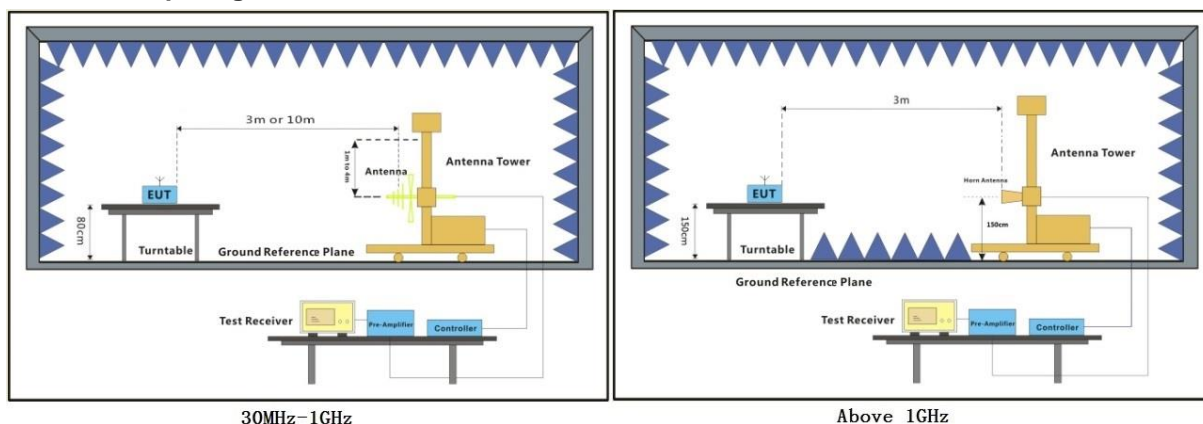 3m or 10m
1m to 4m
Antenna
Antenna Tower
EUT
80cm
Turntable
Ground Reference Plane
Test Receiver
Pre-Amplifier
Controller
30MHz-1GHz
3m
Antenna Tower
Horn Antenna
EUT
150cm
150cm
Turntable
Ground Reference Plane
Test Receiver
Pre-Amplifier
Controller
Above 1GHz